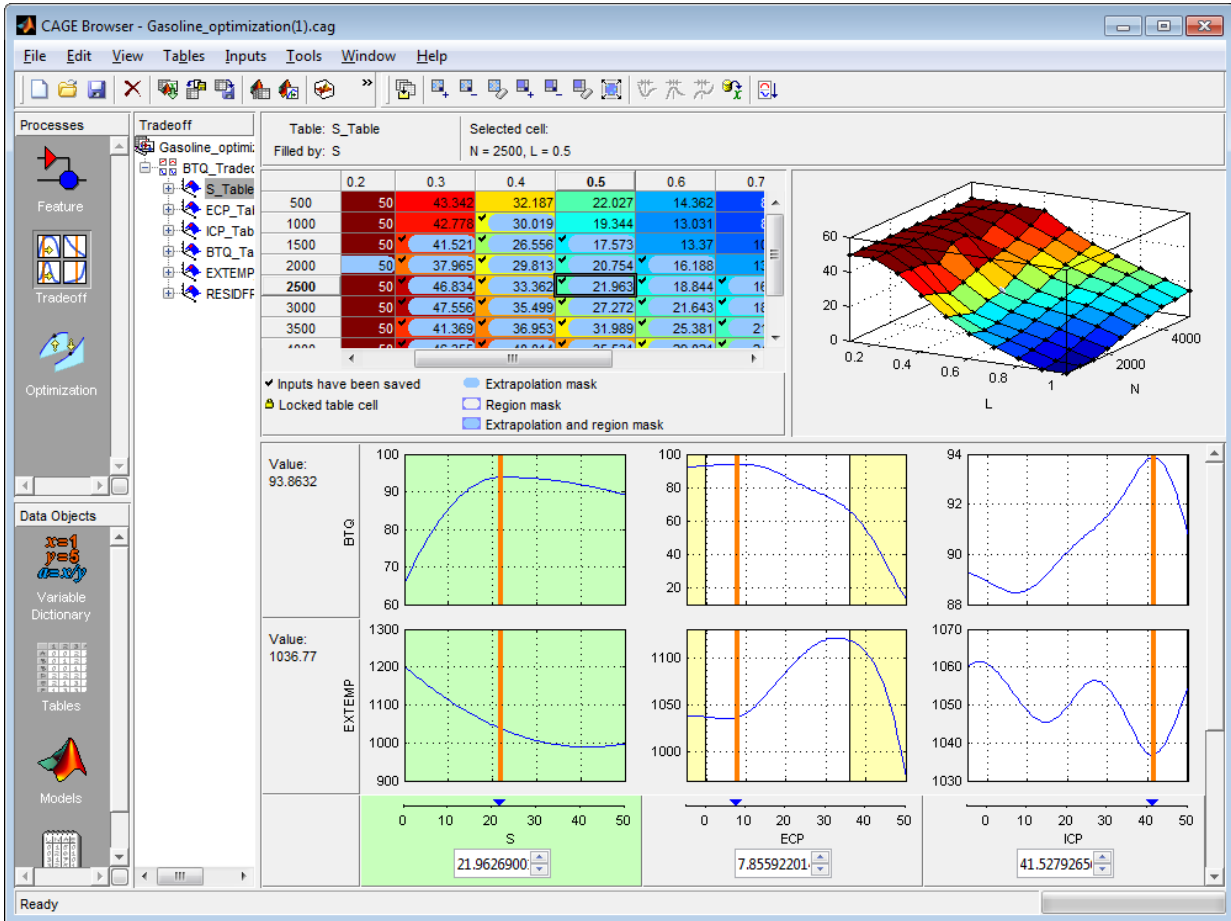 CAGE Browser - Gasoline_optimization(1).cag
File Edit View Tables Inputs Tools Window Help
Processes
Feature
Tradeoff
Optimization
Data Objects
x=1
y=5
a=x/y
Variable
Dictionary
Tables
Models
Tradeoff
Gasoline_optimi
BTQ_Tradeo
S_Table
ECP_Tal
ICP_Tab
BTQ_Ta
EXTEMP
RESIDFF
Table: S_Table
Filled by: S
Selected cell:
N = 2500, L = 0.5
0.2 0.3 0.4 0.5 0.6 0.7
500 50 43.342 32.187 22.027 14.362 8
1000 50 42.778 30.019 19.344 13.031 8
1500 50 41.521 26.556 17.573 13.37 10
2000 50 37.965 29.813 20.754 16.188 13
2500 50 46.834 33.362 21.963 18.844 16
3000 50 47.556 35.499 27.272 21.643 18
3500 50 41.369 36.953 31.989 25.381 21
Inputs have been saved
Locked table cell
Extrapolation mask
Region mask
Extrapolation and region mask
60
40
20
0
0.2 0.4 0.6 0.8 1
L
2000 4000
N
Value:
93.8632
BTQ
100
90
80
70
60
100
80
60
40
20
94
92
90
88
Value:
1036.77
EXTEMP
1300
1200
1100
1000
900
1100
1050
1000
1070
1060
1050
1040
1030
0 10 20 30 40 50
S
21.9626900
0 10 20 30 40 50
ECP
7.85592201
0 10 20 30 40 50
ICP
41.5279265
Ready